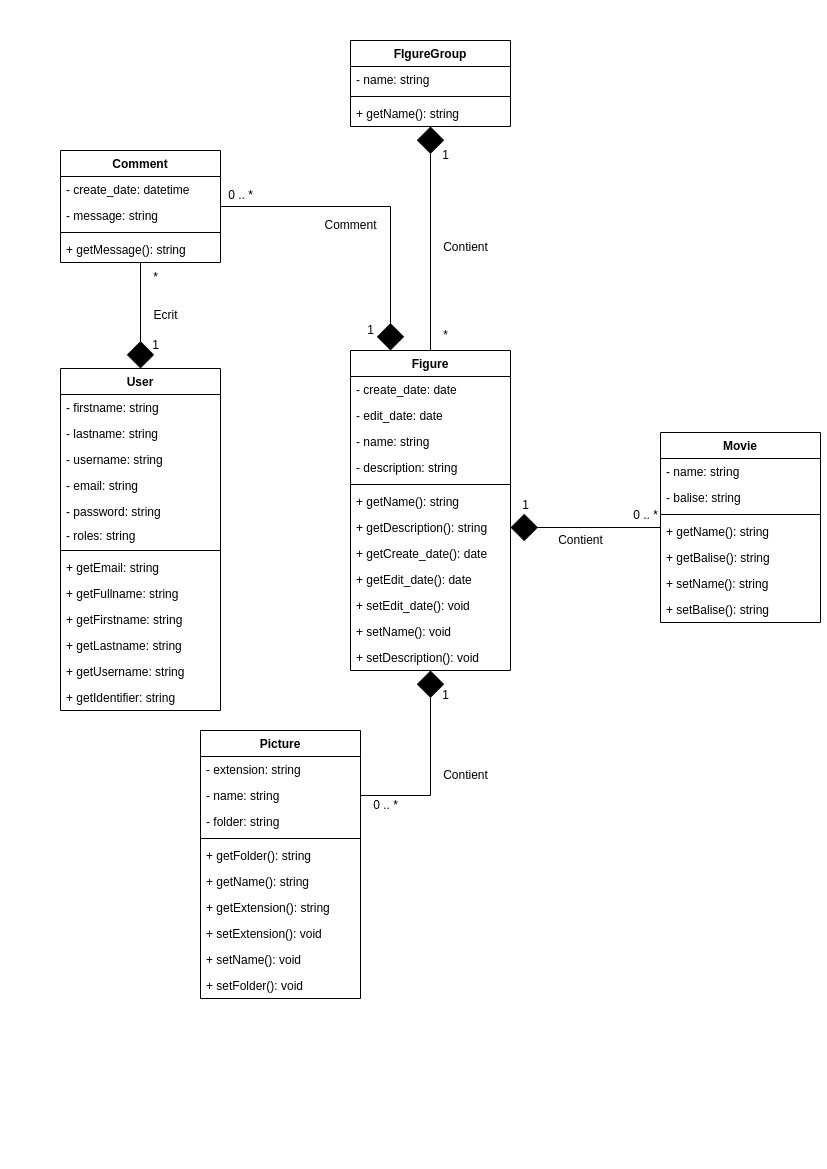 FIgureGroup
- name: string
+ getName(): string
1
Contient
*
Comment
- create_date: datetime
- message: string
+ getMessage(): string
0 .. *
Comment
1
*
Ecrit
1
User
- firstname: string
- lastname: string
- username: string
- email: string
- password: string
- roles: string
+ getEmail: string
+ getFullname: string
+ getFirstname: string
+ getLastname: string
+ getUsername: string
+ getIdentifier: string
Figure
- create_date: date
- edit_date: date
- name: string
- description: string
+ getName(): string
+ getDescription(): string
+ getCreate_date(): date
+ getEdit_date(): date
+ setEdit_date(): void
+ setName(): void
+ setDescription(): void
1
0 .. *
Contient
Movie
- name: string
- balise: string
+ getName(): string
+ getBalise(): string
+ setName(): string
+ setBalise(): string
1
Contient
0 .. *
Picture
- extension: string
- name: string
- folder: string
+ getFolder(): string
+ getName(): string
+ getExtension(): string
+ setExtension(): void
+ setName(): void
+ setFolder(): void